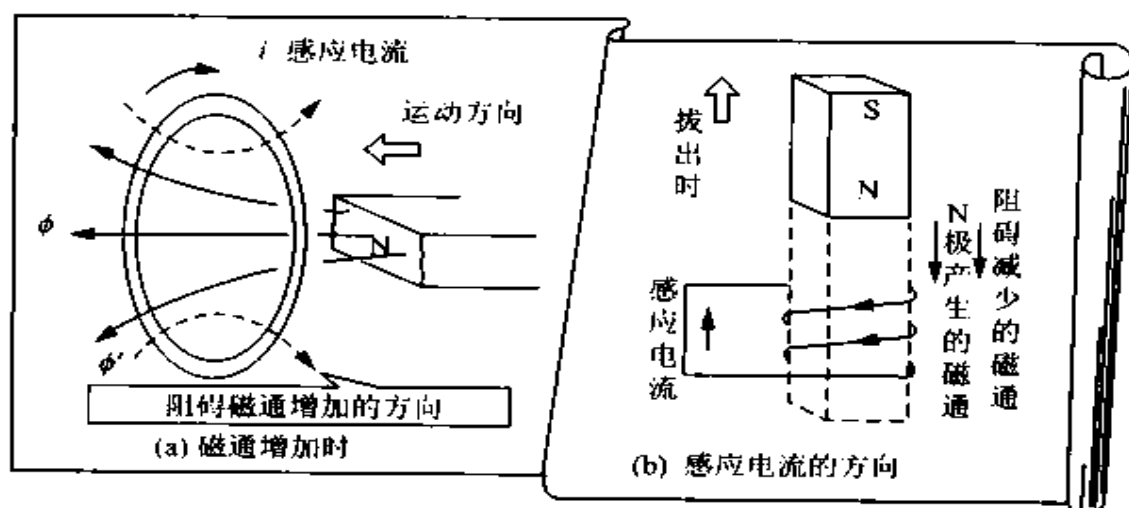 i 感应电流
运动方向
N
φ
φ'
阻碍磁通增加的方向
(a) 磁通增加时
拔出时
S
N
N极产生的磁通
阻碍减少的磁通
感应电流
(b) 感应电流的方向